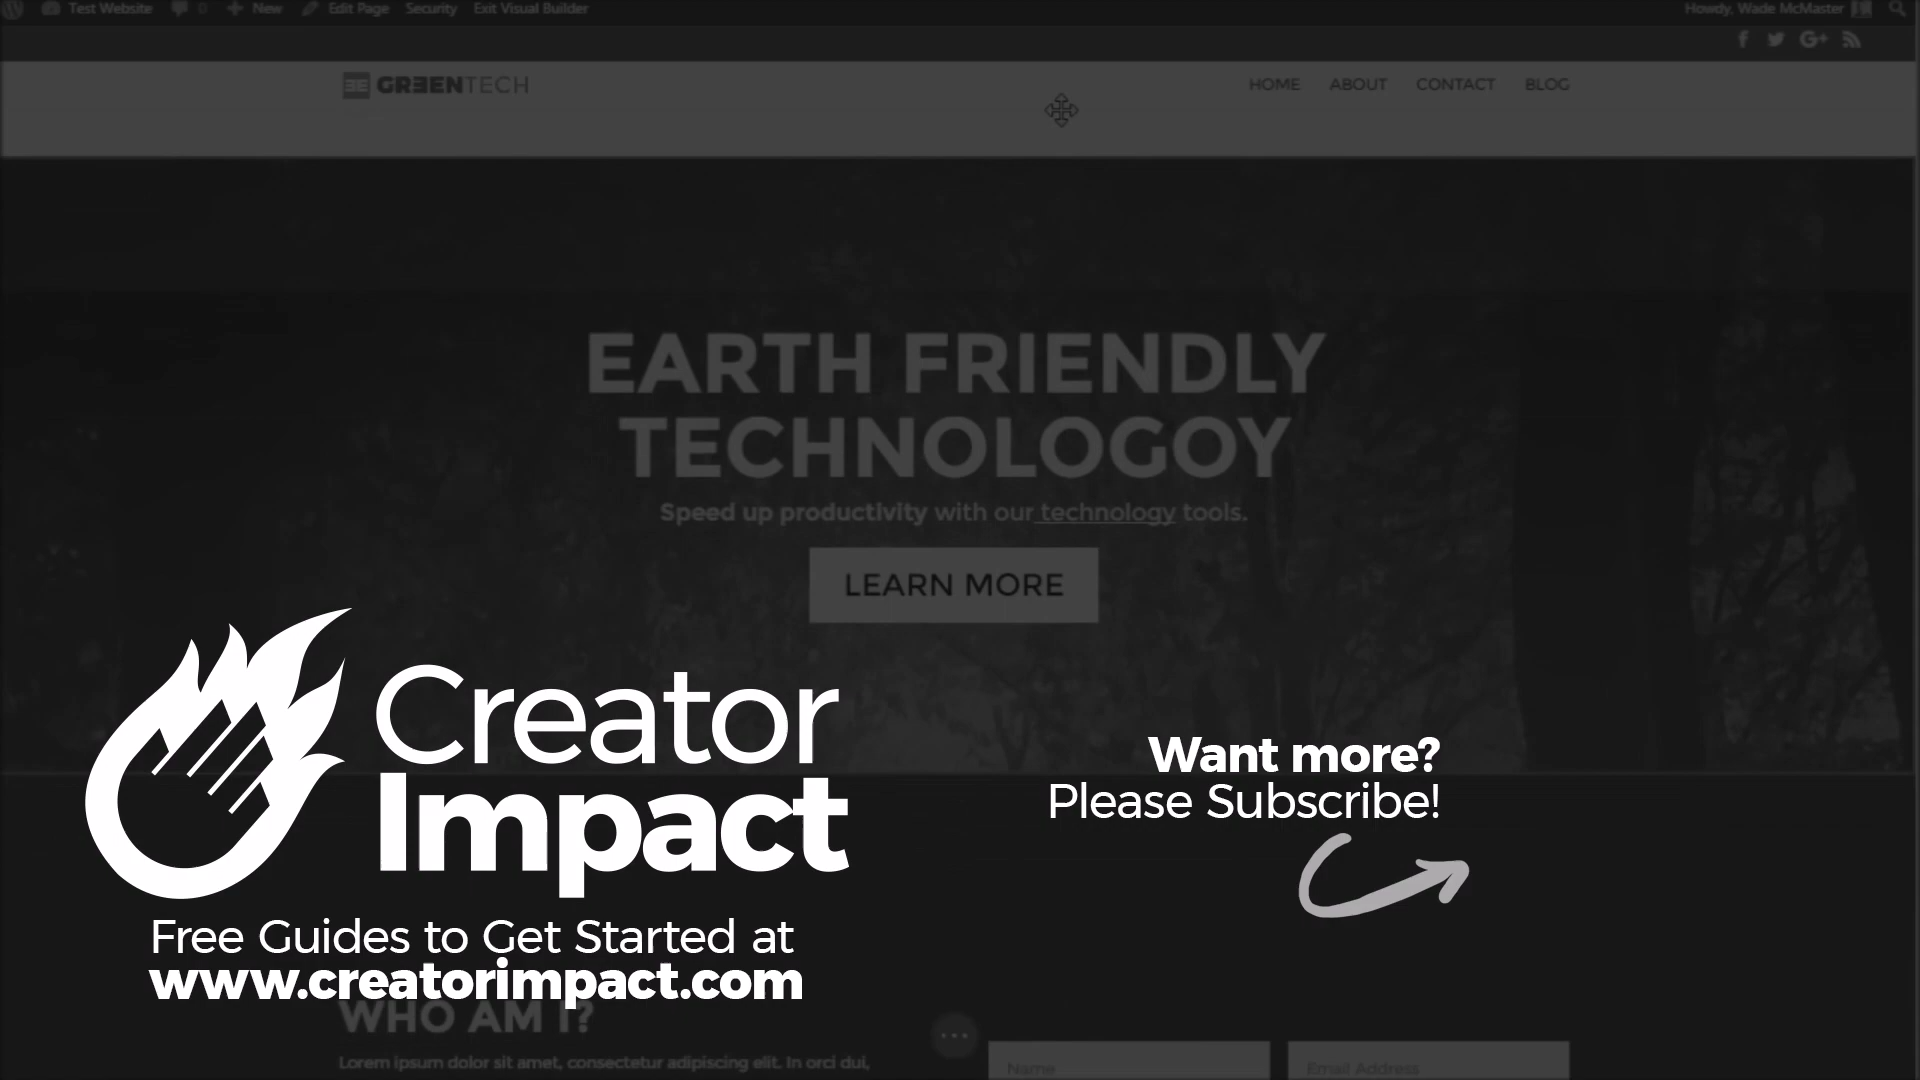 Test Website 0 New Edit Page Security Exit Visual Builder Howdy, Wade McMaster
GREENTECH HOME ABOUT CONTACT BLOG
EARTH FRIENDLY
TECHNOLOGOY
Speed up productivity with our technology tools.
LEARN MORE
Creator
Impact
Want more?
Please Subscribe!
Free Guides to Get Started at
www.creatorimpact.com
WHO AM I?
Lorem ipsum dolor sit amet, consectetur adipiscing elit. In orci dui,
Name Email Address